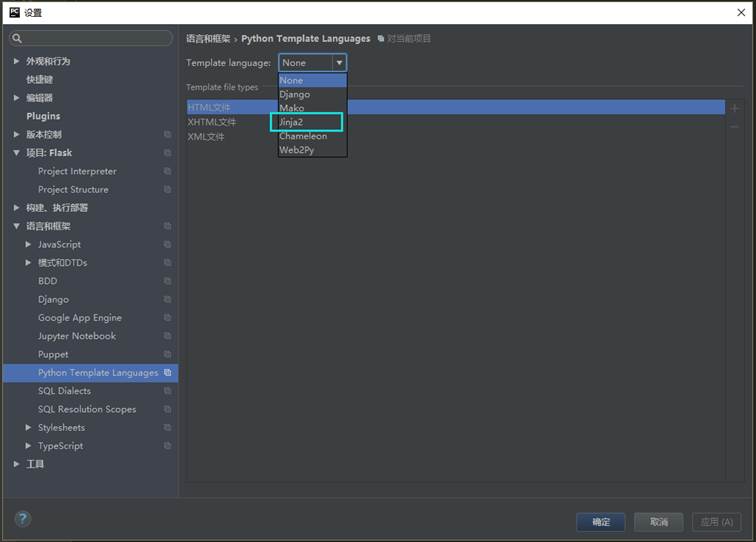 PC 设置
语言和框架 › Python Template Languages 对当前项目
Template language: None
None
Django
Mako
Jinja2
Chameleon
Web2Py
Template file types
HTML文件
XHTML文件
XML文件
外观和行为
快捷键
编辑器
Plugins
版本控制
项目: Flask
Project Interpreter
Project Structure
构建、执行部署
语言和框架
JavaScript
模式和DTDs
BDD
Django
Google App Engine
Jupyter Notebook
Puppet
Python Template Languages
SQL Dialects
SQL Resolution Scopes
Stylesheets
TypeScript
工具
?
确定
取消
应用 (A)